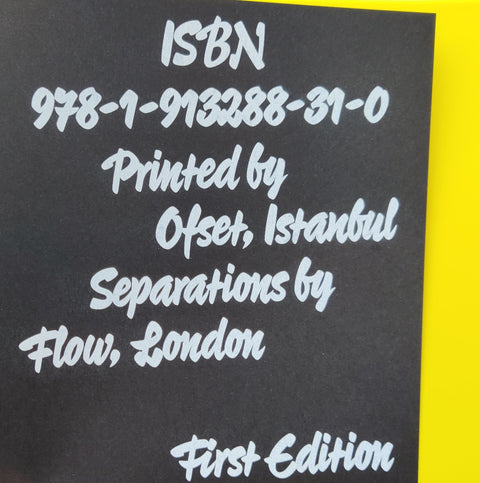 ISBN
978-1-913288-31-0
Printed by
Ofset, Istanbul
Separations by
Flow, London
First Edition